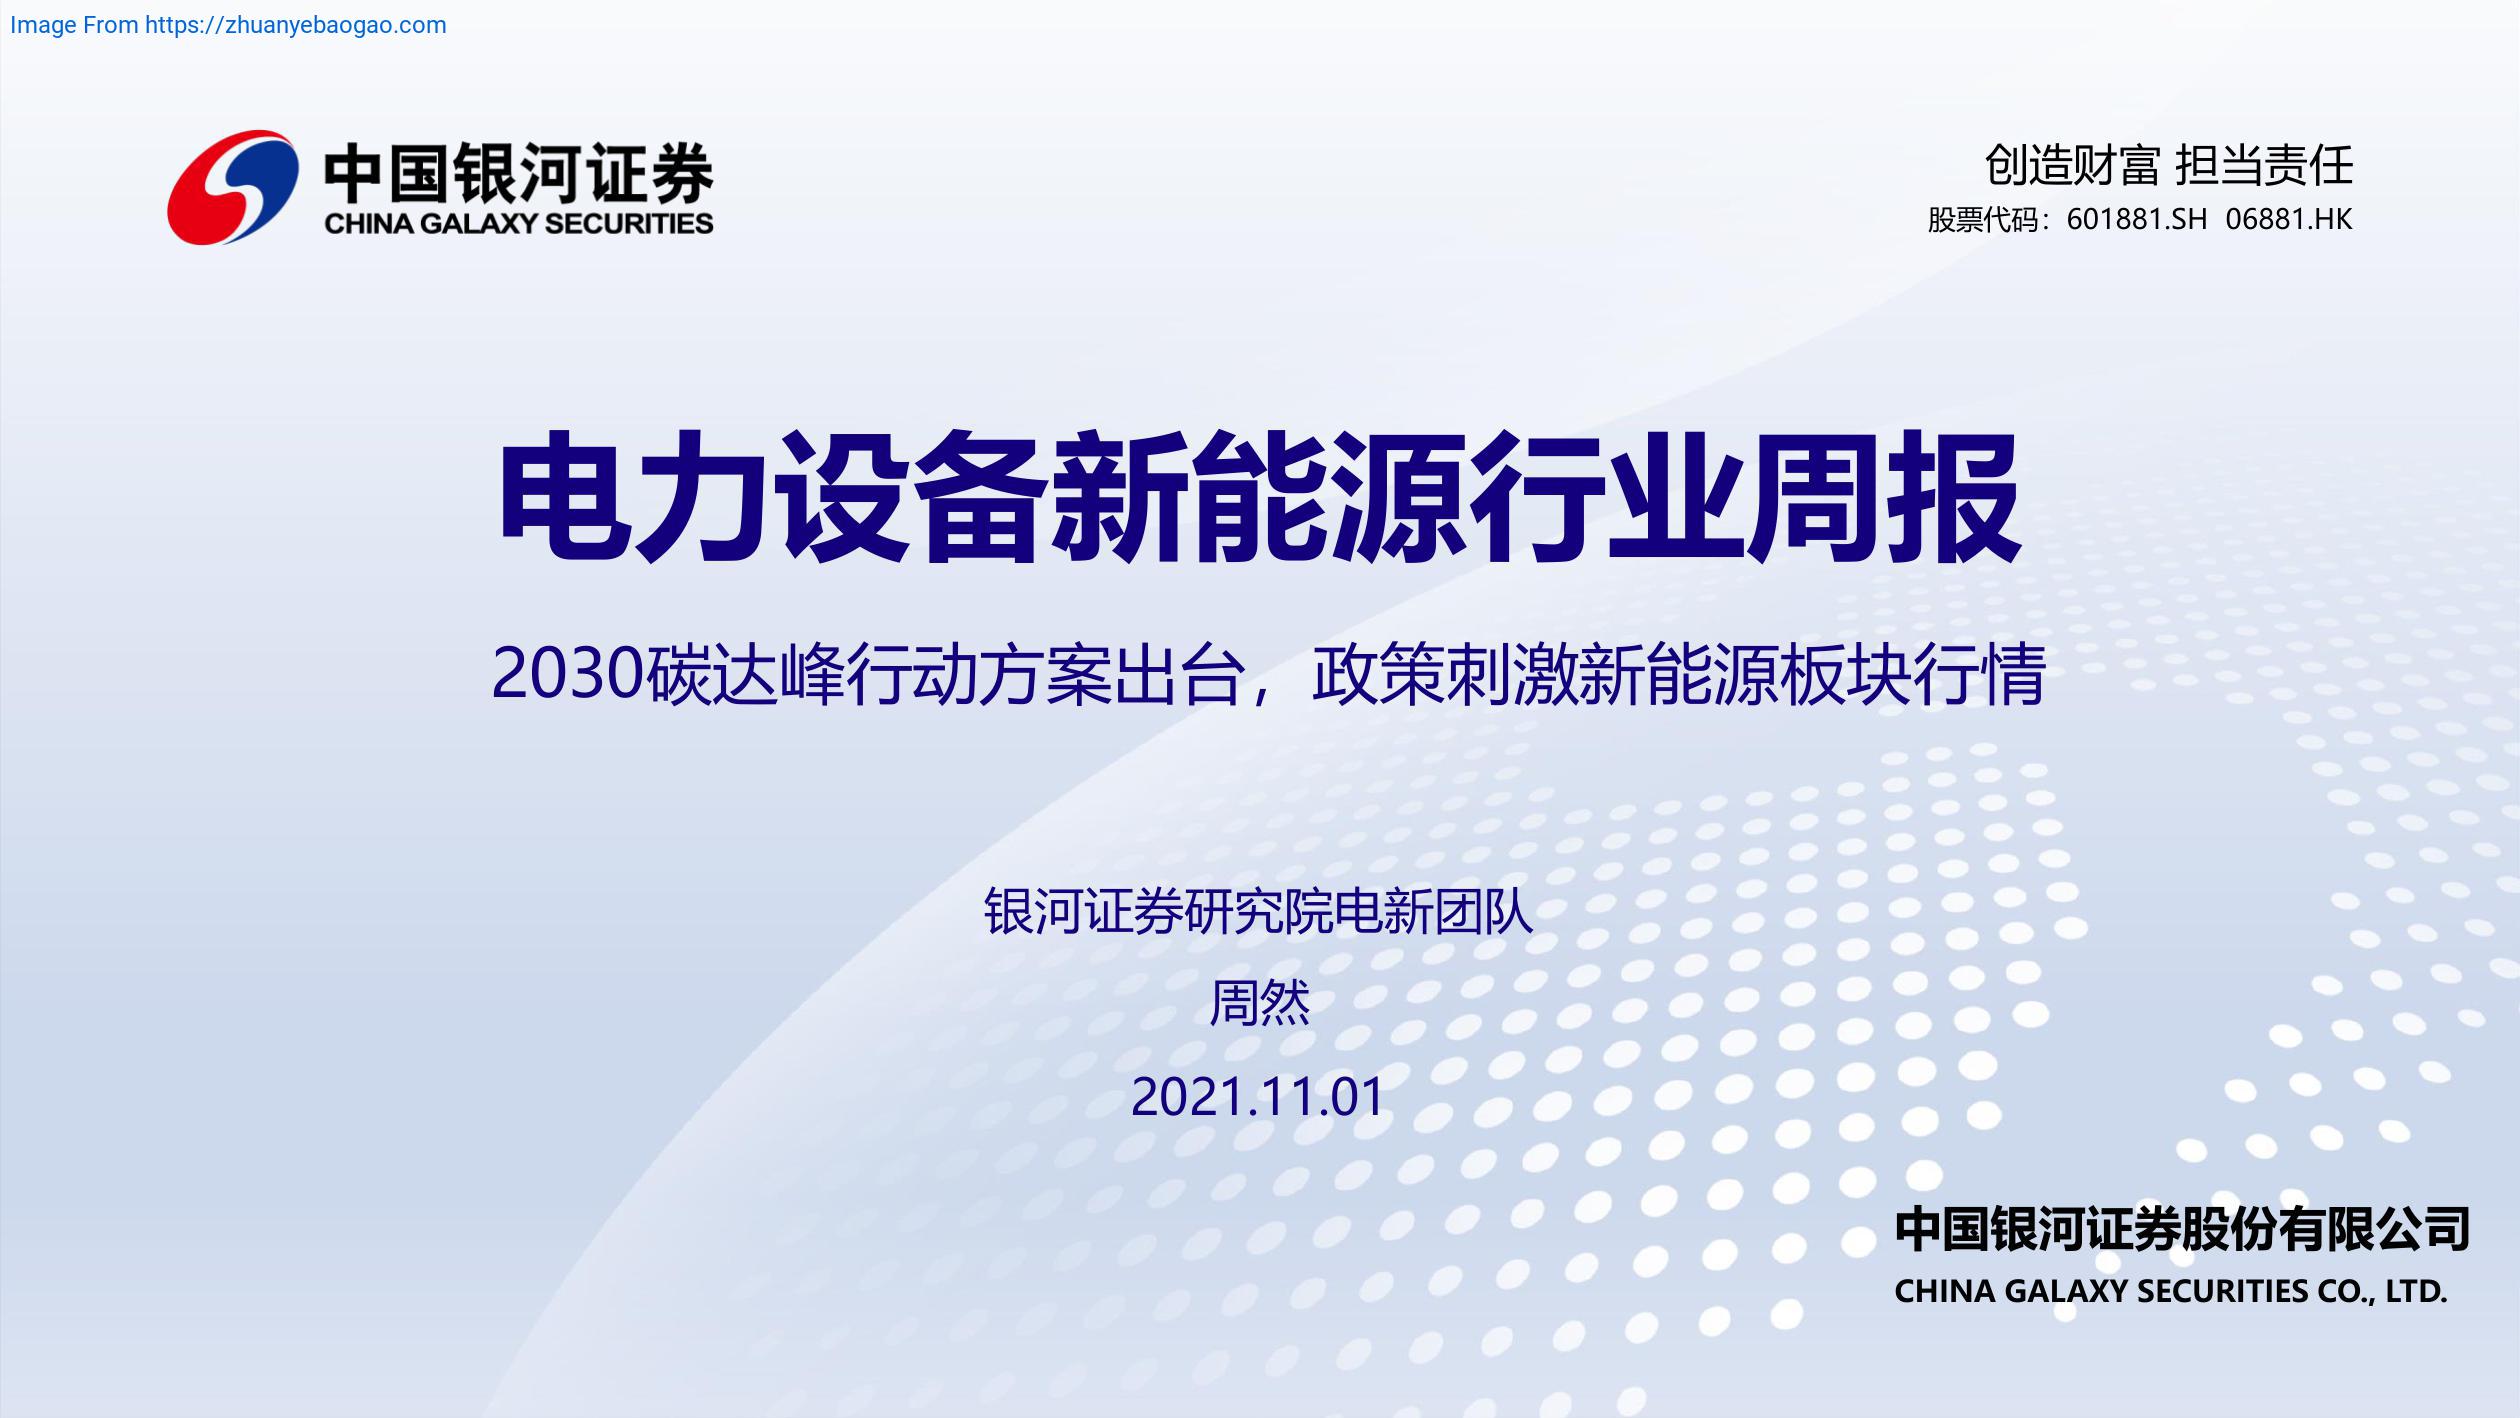 Image From https://zhuanyebaogao.com
中国银河证券
CHINA GALAXY SECURITIES
创造财富 担当责任
股票代码：601881.SH 06881.HK
电力设备新能源行业周报
2030碳达峰行动方案出台，政策刺激新能源板块行情
银河证券研究院电新团队
周然
2021.11.01
中国银河证券股份有限公司
CHINA GALAXY SECURITIES CO., LTD.